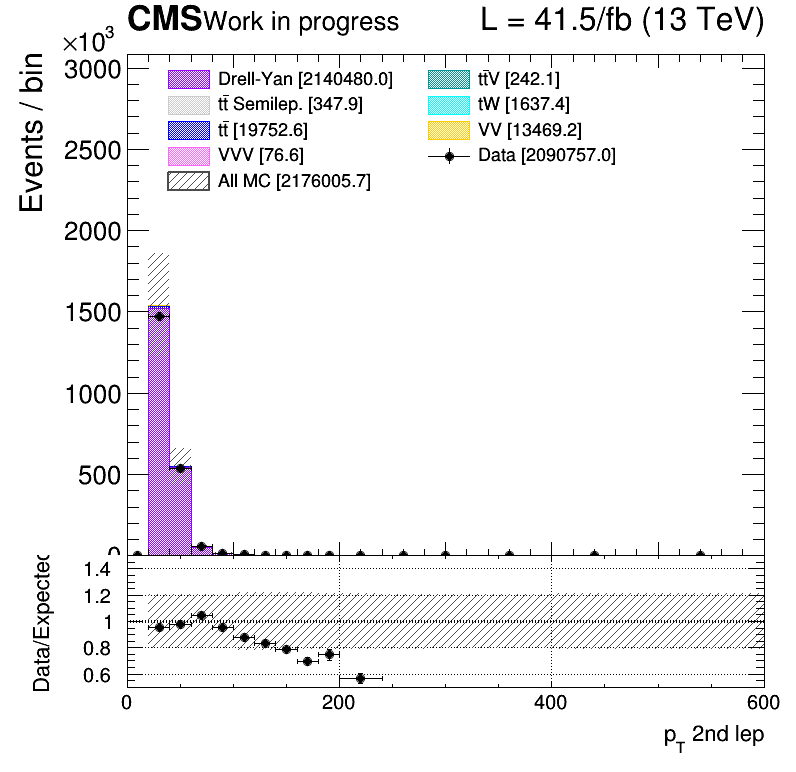 CMS Work in progress L = 41.5/fb (13 TeV)
×10³
Events / bin
3000
2500
2000
1500
1000
500
0
Drell-Yan [2140480.0]
tt̄ Semilep. [347.9]
tt̄ [19752.6]
VVV [76.6]
All MC [2176005.7]
tt̄V [242.1]
tW [1637.4]
VV [13469.2]
Data [2090757.0]
Data/Expected
1.4
1.2
1
0.8
0.6
0 200 400 600
p_T 2nd lep